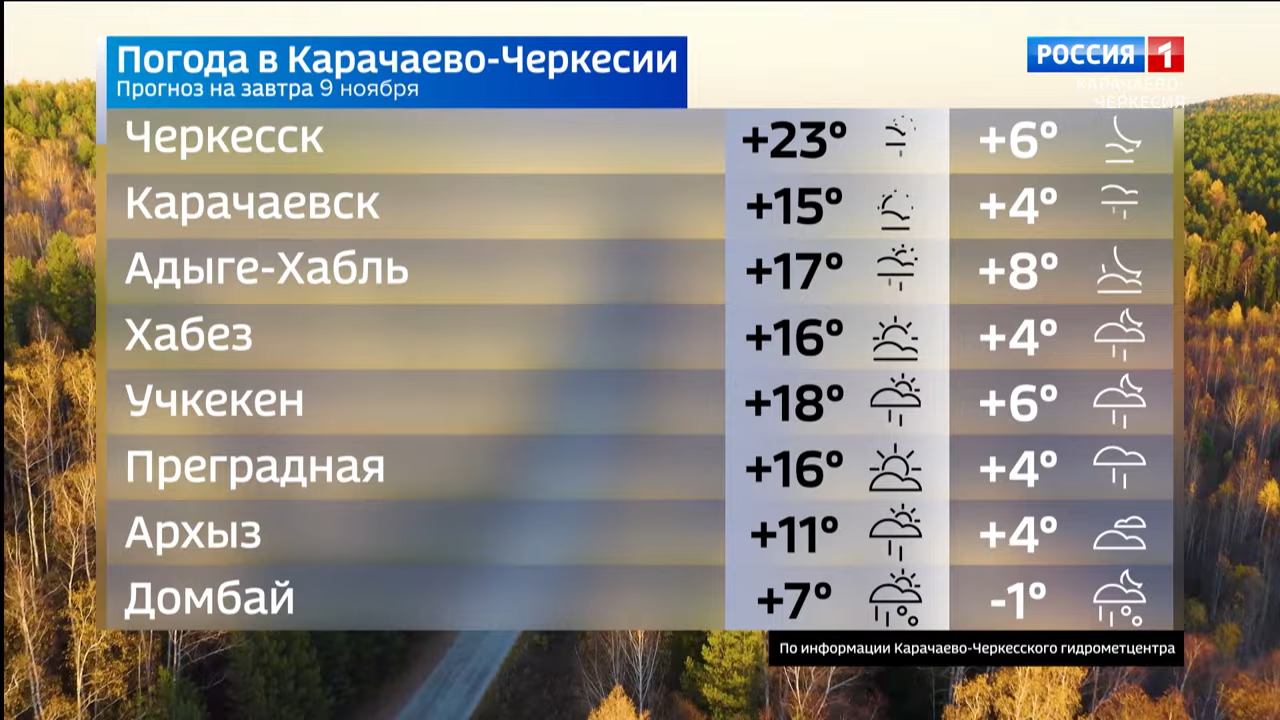 Погода в Карачаево-Черкесии
Прогноз на завтра 9 ноября
РОССИЯ 1
КАРАЧАЕВО
ЧЕРКЕСИЯ
Черкесск +23° +6°
Карачаевск +15° +4°
Адыге-Хабль +17° +8°
Хабез +16° +4°
Учкекен +18° +6°
Преградная +16° +4°
Архыз +11° +4°
Домбай +7° -1°
По информации Карачаево-Черкесского гидрометцентра